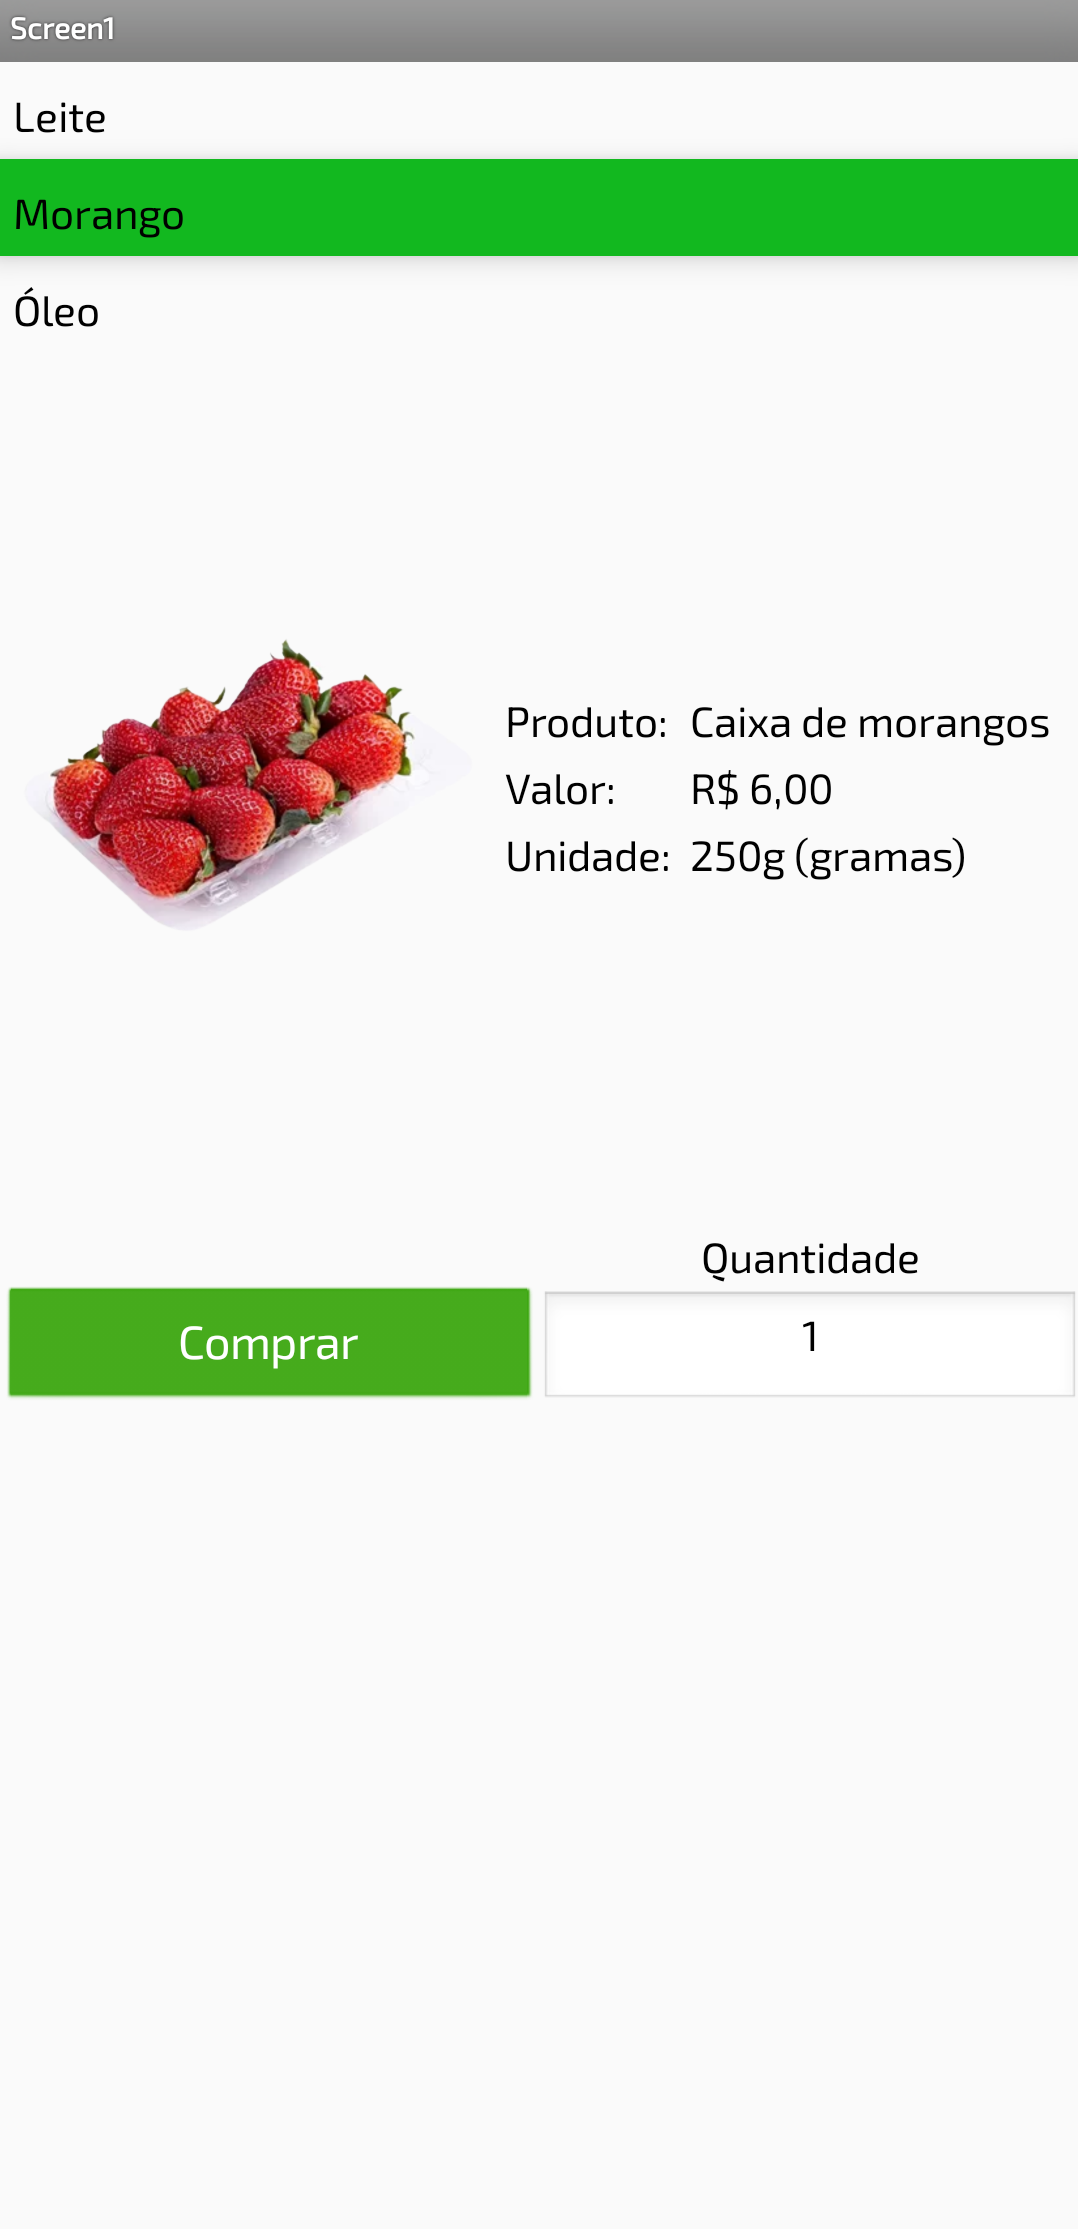 Screen1
Leite
Morango
Óleo
Produto: Caixa de morangos
Valor: R$ 6,00
Unidade: 250g (gramas)
Quantidade
Comprar
1